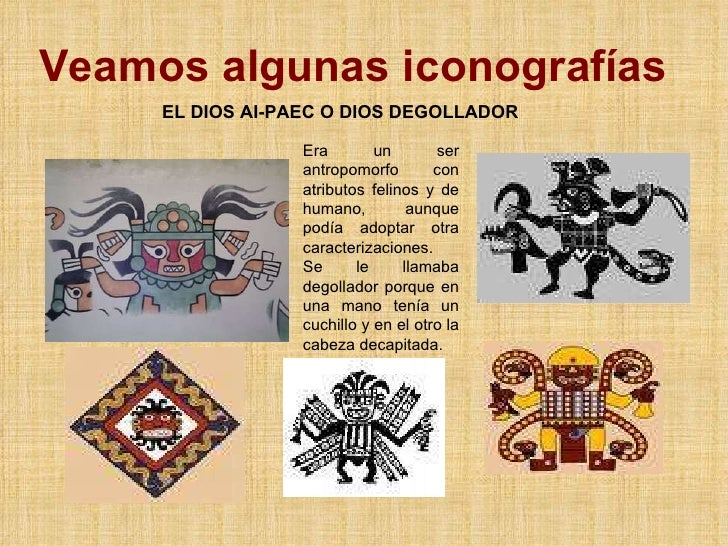 Veamos algunas iconografías
EL DIOS AI-PAEC O DIOS DEGOLLADOR
Era un ser
antropomorfo con
atributos felinos y de
humano, aunque
podía adoptar otra
caracterizaciones.
Se le llamaba
degollador porque en
una mano tenía un
cuchillo y en el otro la
cabeza decapitada.